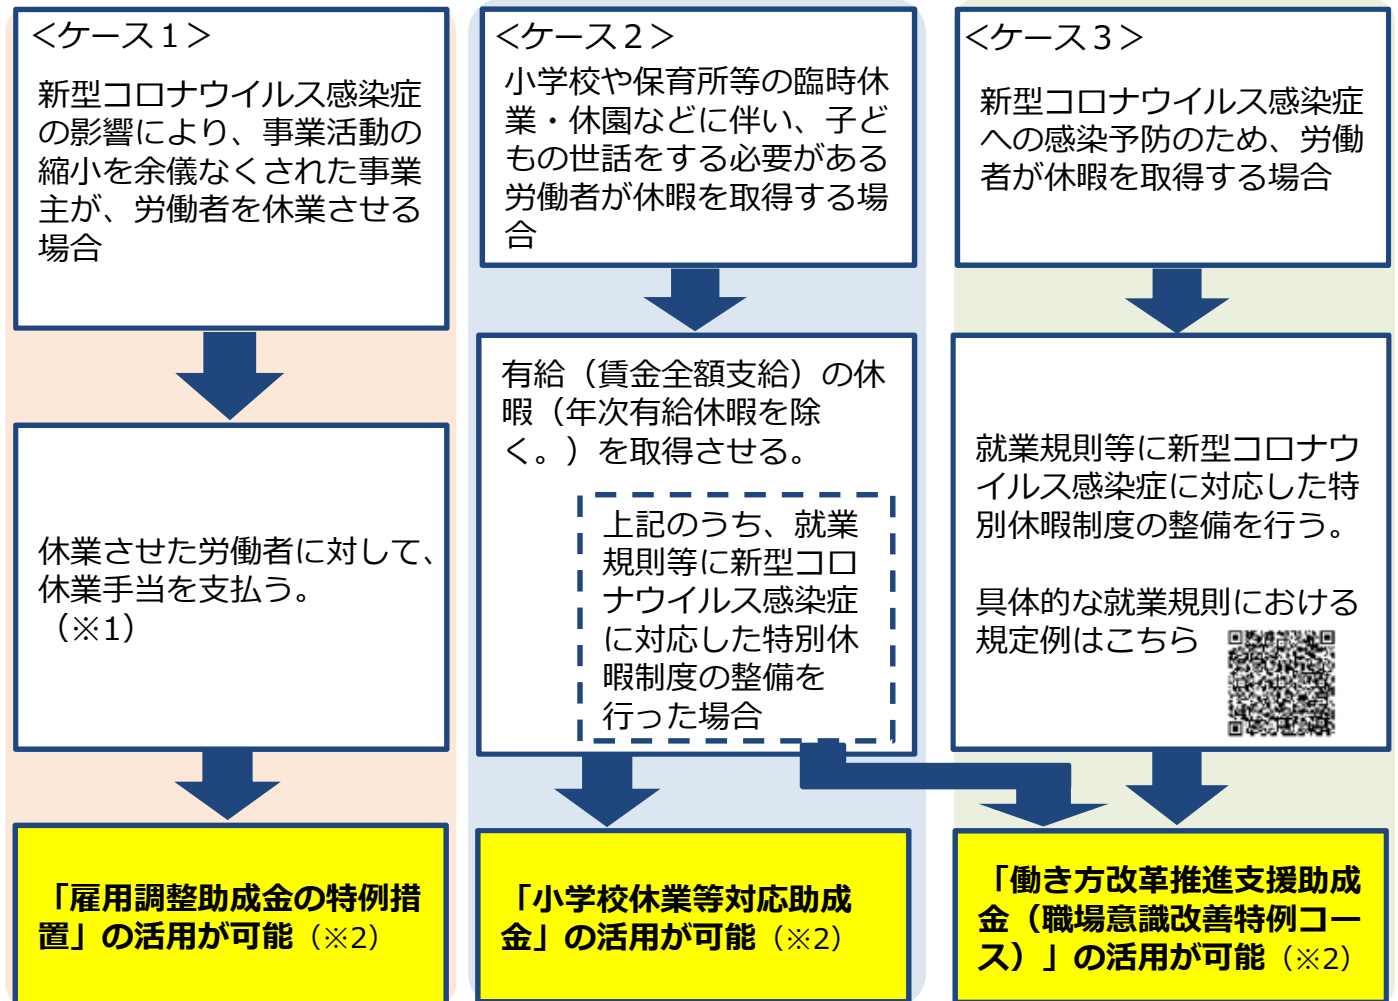 ＜ケース１＞
新型コロナウイルス感染症
の影響により、事業活動の
縮小を余儀なくされた事業
主が、労働者を休業させる
場合
休業させた労働者に対して、
休業手当を支払う。
（※1）
「雇用調整助成金の特例措
置」の活用が可能（※2）
＜ケース２＞
小学校や保育所等の臨時休
業・休園などに伴い、子ど
もの世話をする必要がある
労働者が休暇を取得する場
合
有給（賃金全額支給）の休
暇（年次有給休暇を除
く。）を取得させる。
上記のうち、就業
規則等に新型コロ
ナウイルス感染症
に対応した特別休
暇制度の整備を
行った場合
「小学校休業等対応助成
金」の活用が可能（※2）
＜ケース３＞
新型コロナウイルス感染症
への感染予防のため、労働
者が休暇を取得する場合
就業規則等に新型コロナウ
イルス感染症に対応した特
別休暇制度の整備を行う。
具体的な就業規則における
規定例はこちら
「働き方改革推進支援助成
金（職場意識改善特例コー
ス）」の活用が可能（※2）